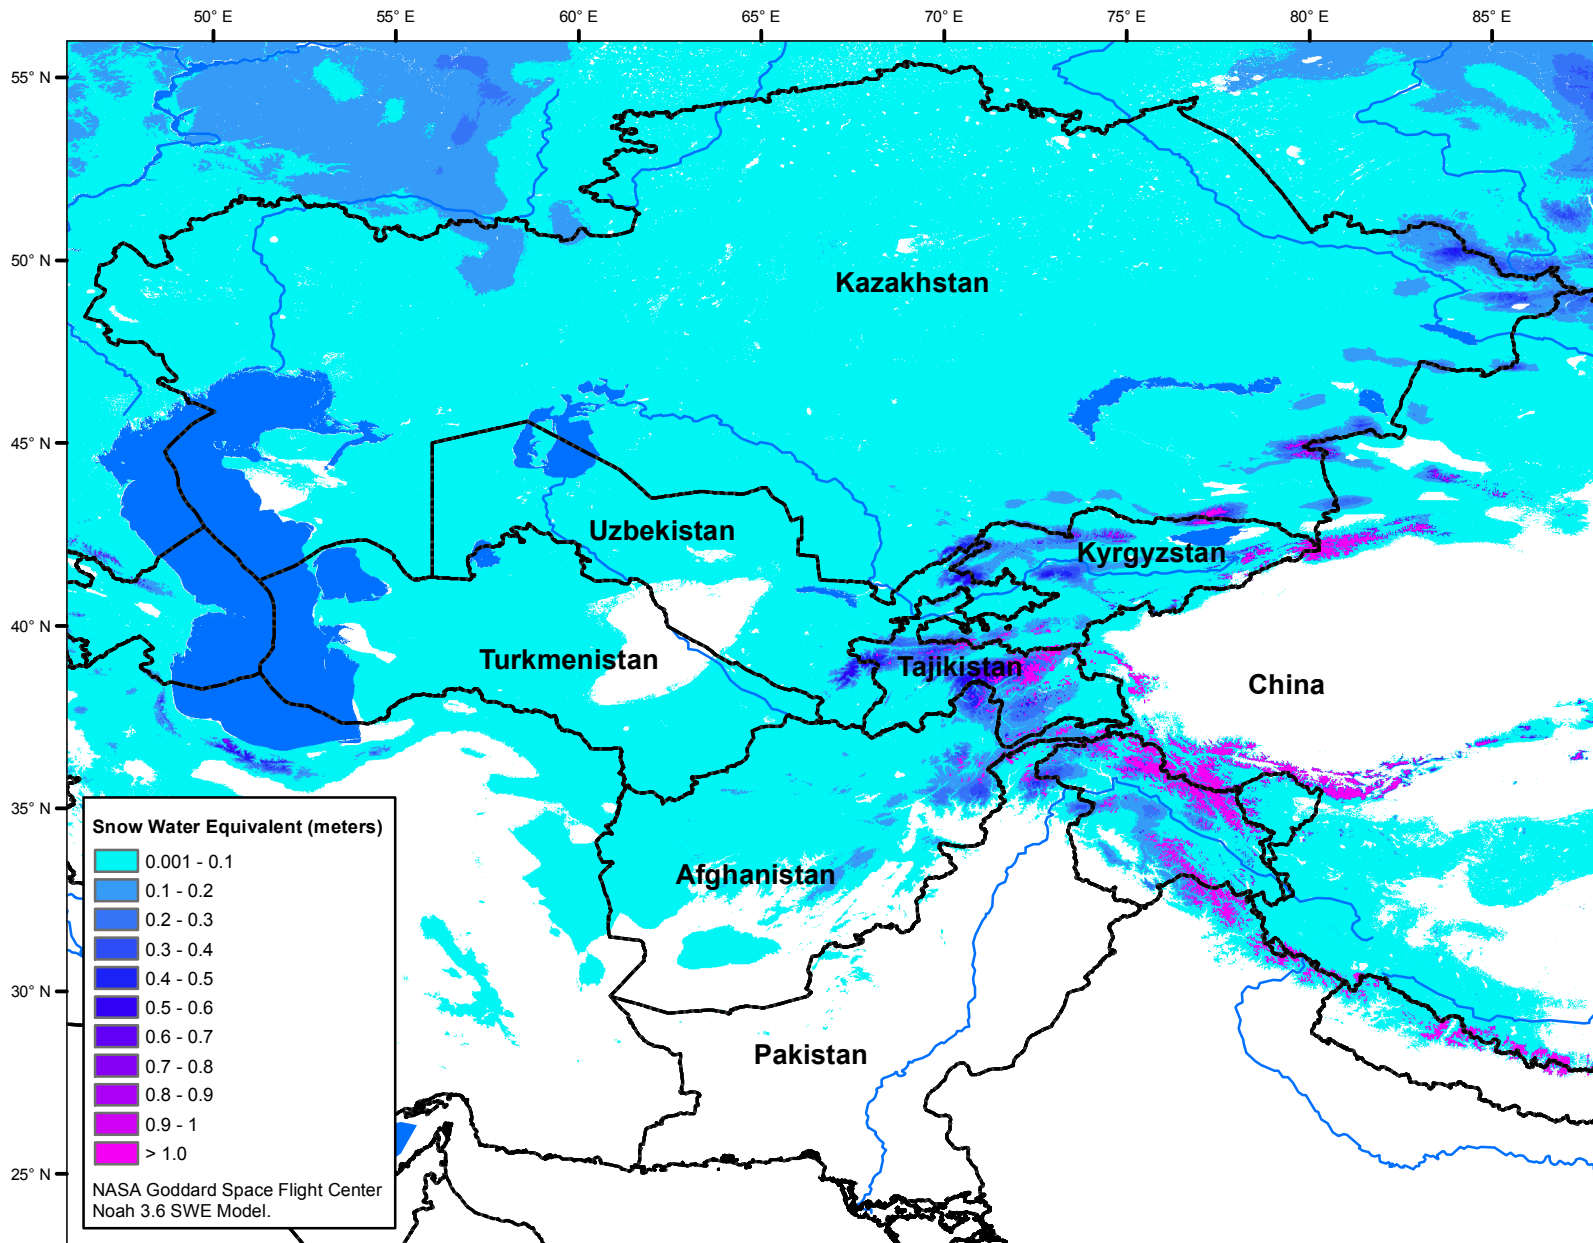 50° E
55° E
60° E
65° E
70° E
75° E
80° E
85° E
55° N
50° N
45° N
40° N
35° N
30° N
25° N
Kazakhstan
Uzbekistan
Kyrgyzstan
Turkmenistan
Tajikistan
China
Afghanistan
Pakistan
Snow Water Equivalent (meters)
0.001 - 0.1
0.1 - 0.2
0.2 - 0.3
0.3 - 0.4
0.4 - 0.5
0.5 - 0.6
0.6 - 0.7
0.7 - 0.8
0.8 - 0.9
0.9 - 1
> 1.0
NASA Goddard Space Flight Center
Noah 3.6 SWE Model.